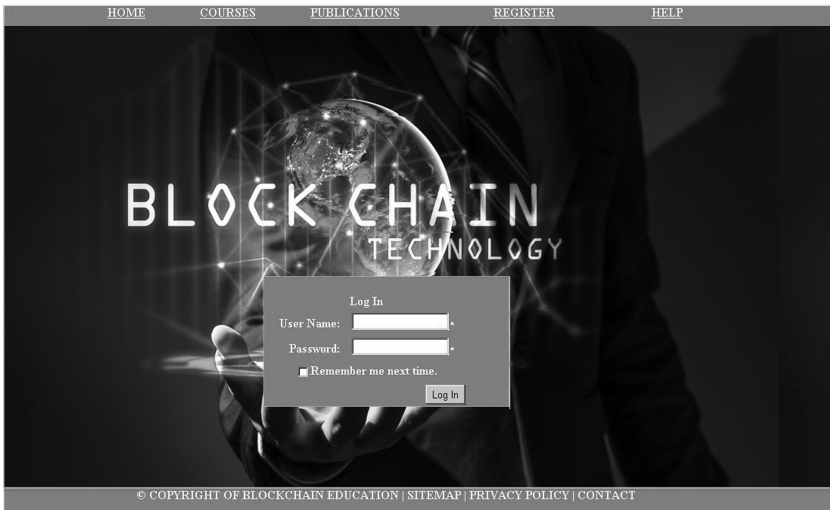 HOME COURSES PUBLICATIONS REGISTER HELP
BLOCK CHAIN
TECHNOLOGY
Log In
User Name: *
Password: *
Remember me next time.
Log In
© COPYRIGHT OF BLOCKCHAIN EDUCATION | SITEMAP | PRIVACY POLICY | CONTACT